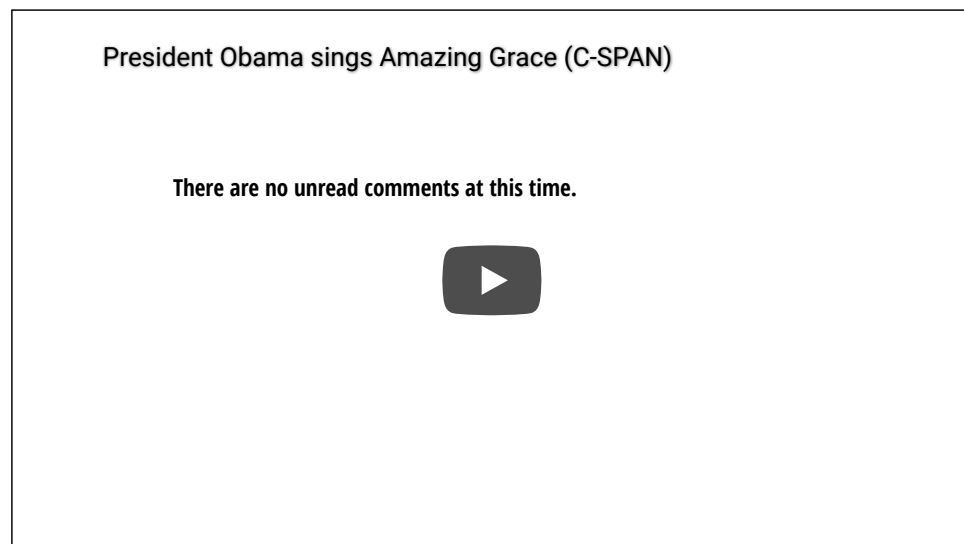 President Obama sings Amazing Grace (C-SPAN)
There are no unread comments at this time.